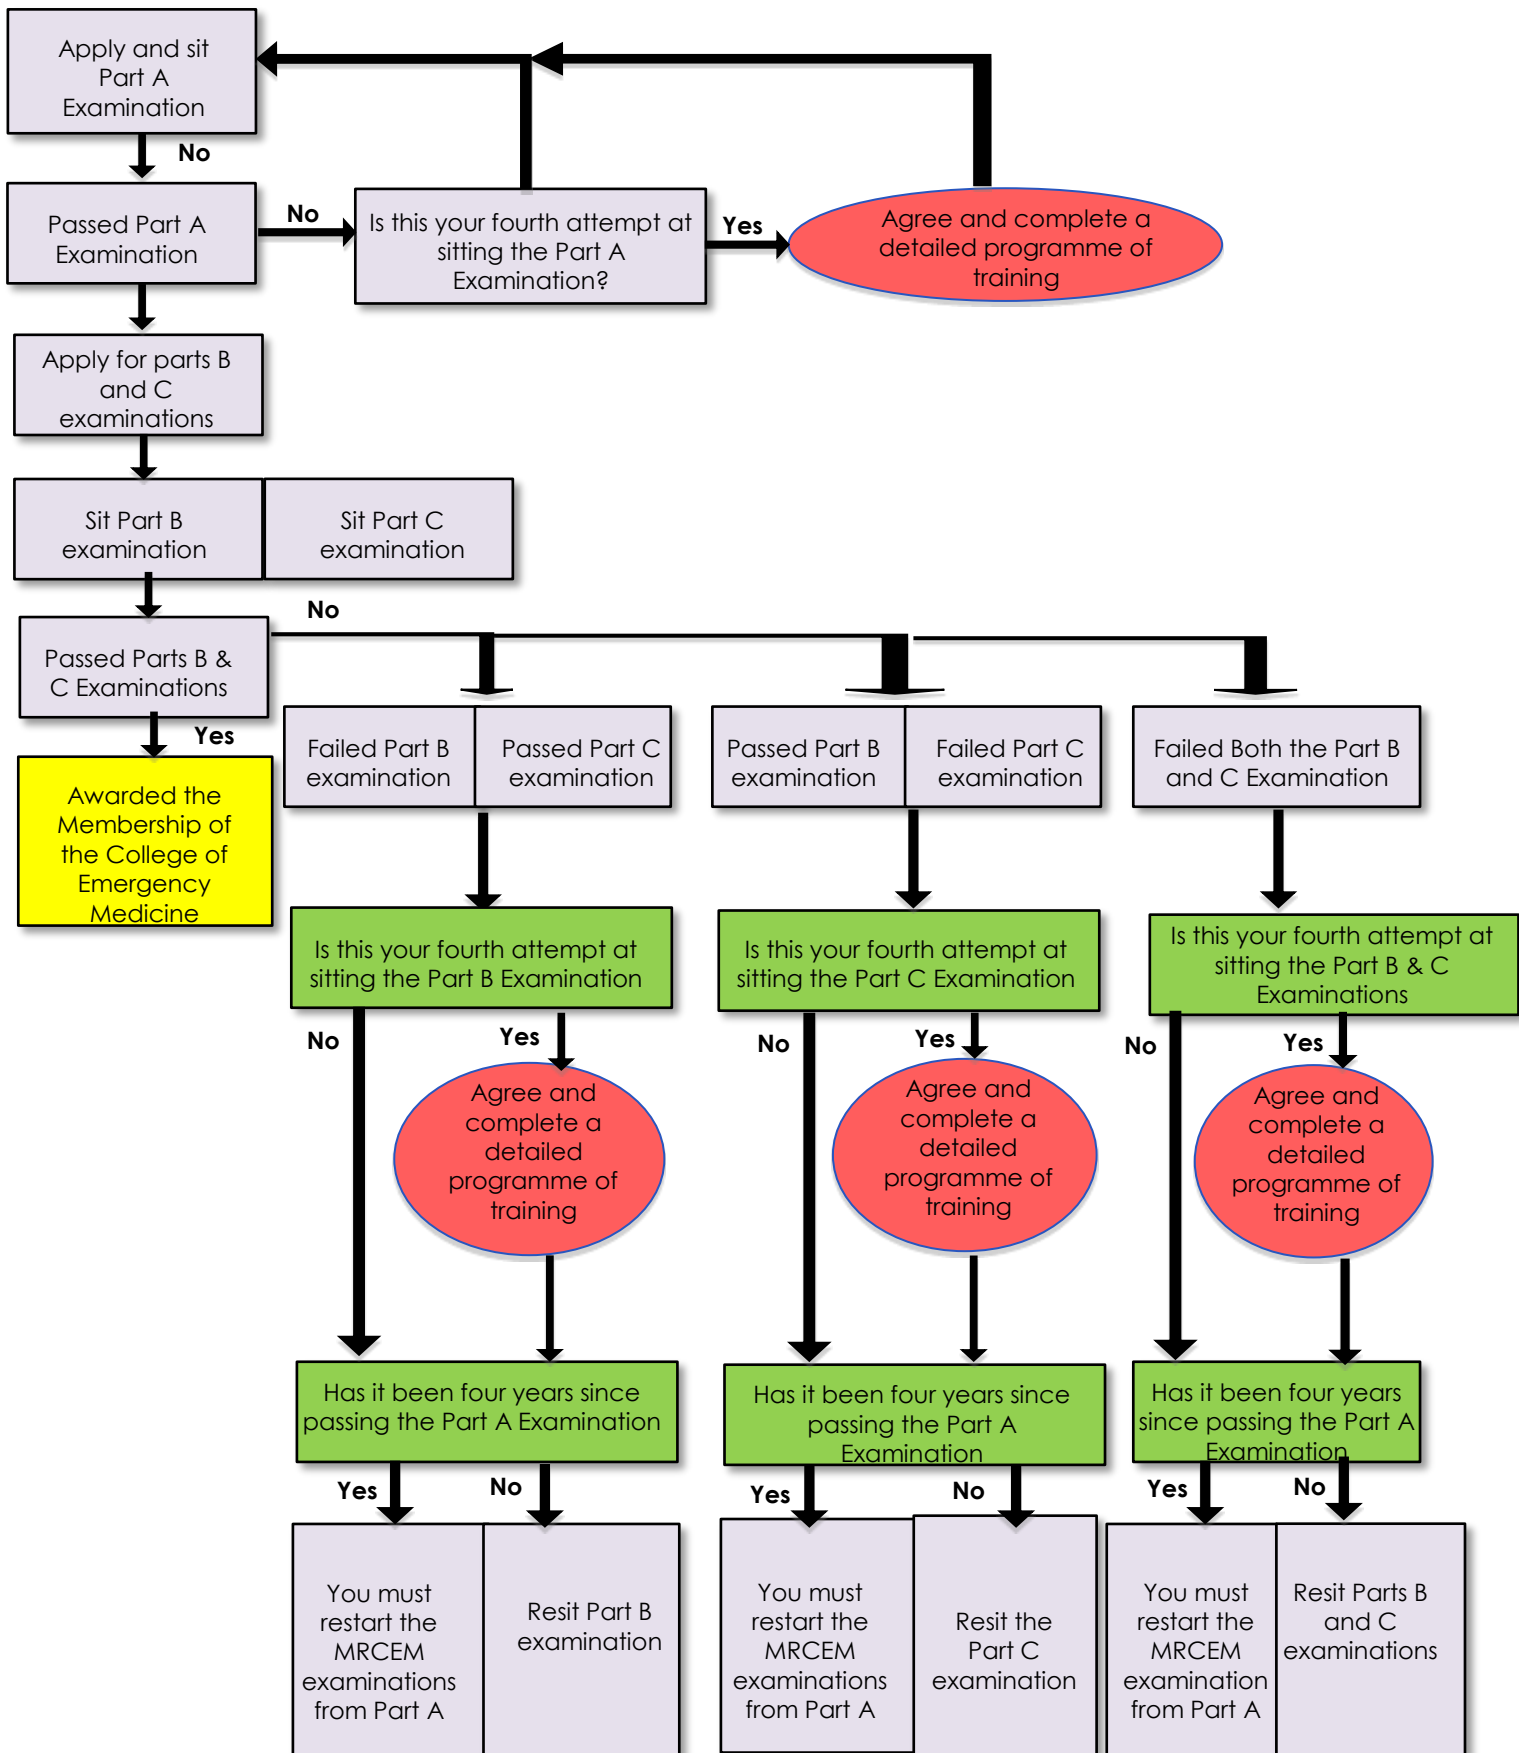 Apply and sit
Part A
Examination
No
Passed Part A
Examination
No
Is this your fourth attempt at
sitting the Part A
Examination?
Yes
Agree and complete a
detailed programme of
training
Apply for parts B
and C
examinations
Sit Part B
examination
Sit Part C
examination
No
Passed Parts B &
C Examinations
Yes
Awarded the
Membership of
the College of
Emergency
Medicine
Failed Part B
examination
Passed Part C
examination
Passed Part B
examination
Failed Part C
examination
Failed Both the Part B
and C Examination
Is this your fourth attempt at
sitting the Part B Examination
Is this your fourth attempt at
sitting the Part C Examination
Is this your fourth attempt at
sitting the Part B & C
Examinations
No
Yes
No
Yes
No
Yes
Agree and
complete a
detailed
programme of
training
Agree and
complete a
detailed
programme of
training
Agree and
complete a
detailed
programme of
training
Has it been four years since
passing the Part A Examination
Has it been four years since
passing the Part A
Examination
Has it been four years
since passing the Part A
Examination
Yes
No
Yes
No
Yes
No
You must
restart the
MRCEM
examinations
from Part A
Resit Part B
examination
You must
restart the
MRCEM
examinations
from Part A
Resit the
Part C
examination
You must
restart the
MRCEM
examination
from Part A
Resit Parts B
and C
examinations